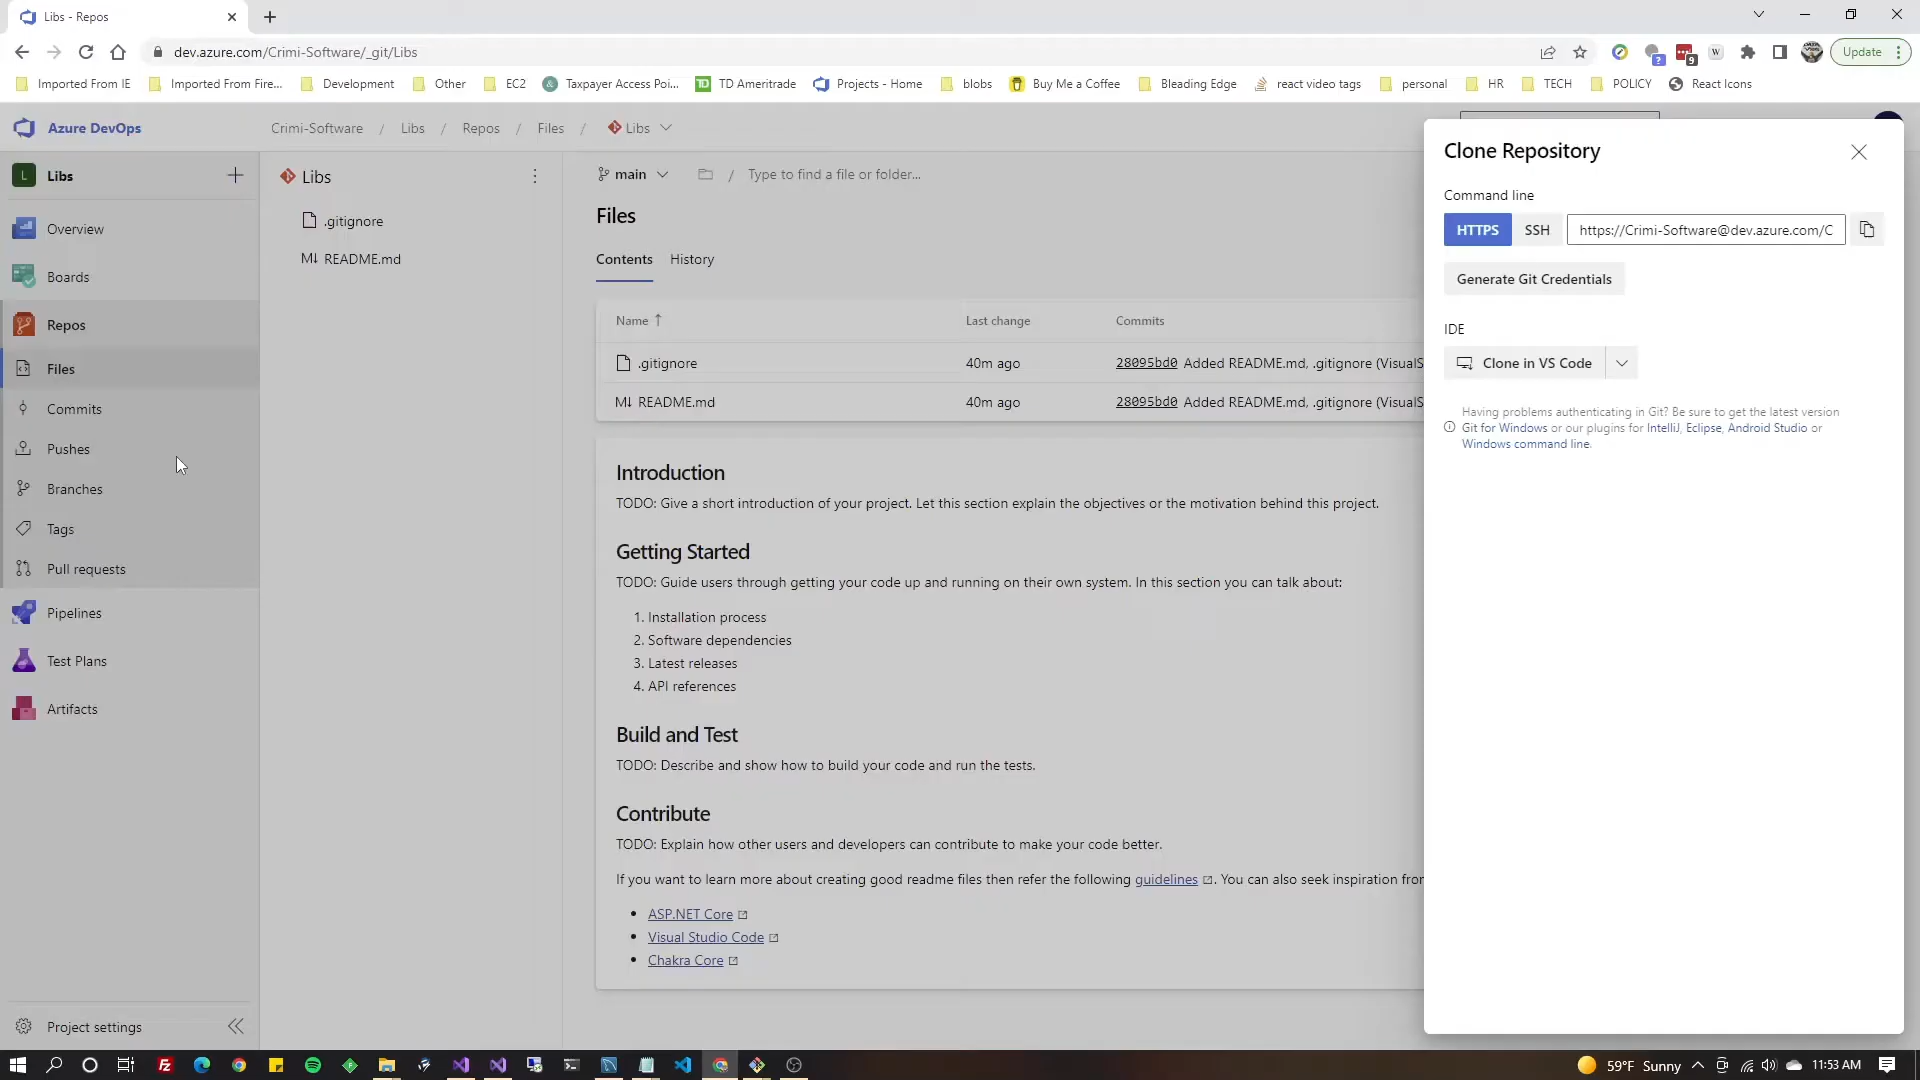 Libs - Repos
dev.azure.com/Crimi-Software/_git/Libs
Update
Imported From IE
Imported From Fire...
Development
Other
EC2
Taxpayer Access Poi...
TD Ameritrade
Projects - Home
blobs
Buy Me a Coffee
Bleading Edge
react video tags
personal
HR
TECH
POLICY
React Icons
Azure DevOps
Crimi-Software / Libs / Repos / Files / Libs
L Libs
Overview
Boards
Repos
Files
Commits
Pushes
Branches
Tags
Pull requests
Pipelines
Test Plans
Artifacts
Project settings
Libs
.gitignore
M↓ README.md
main / Type to find a file or folder...
Files
Contents History
Name ↑ Last change Commits
.gitignore 40m ago 28095bd0 Added README.md, .gitignore (VisualS
M↓ README.md 40m ago 28095bd0 Added README.md, .gitignore (VisualS
Introduction
TODO: Give a short introduction of your project. Let this section explain the objectives or the motivation behind this project.
Getting Started
TODO: Guide users through getting your code up and running on their own system. In this section you can talk about:
1. Installation process
2. Software dependencies
3. Latest releases
4. API references
Build and Test
TODO: Describe and show how to build your code and run the tests.
Contribute
TODO: Explain how other users and developers can contribute to make your code better.
If you want to learn more about creating good readme files then refer the following guidelines. You can also seek inspiration fror
• ASP.NET Core
• Visual Studio Code
• Chakra Core
Clone Repository
Command line
HTTPS SSH https://Crimi-Software@dev.azure.com/C
Generate Git Credentials
IDE
Clone in VS Code
Having problems authenticating in Git? Be sure to get the latest version
Git for Windows or our plugins for IntelliJ, Eclipse, Android Studio or
Windows command line.
59°F Sunny
11:53 AM